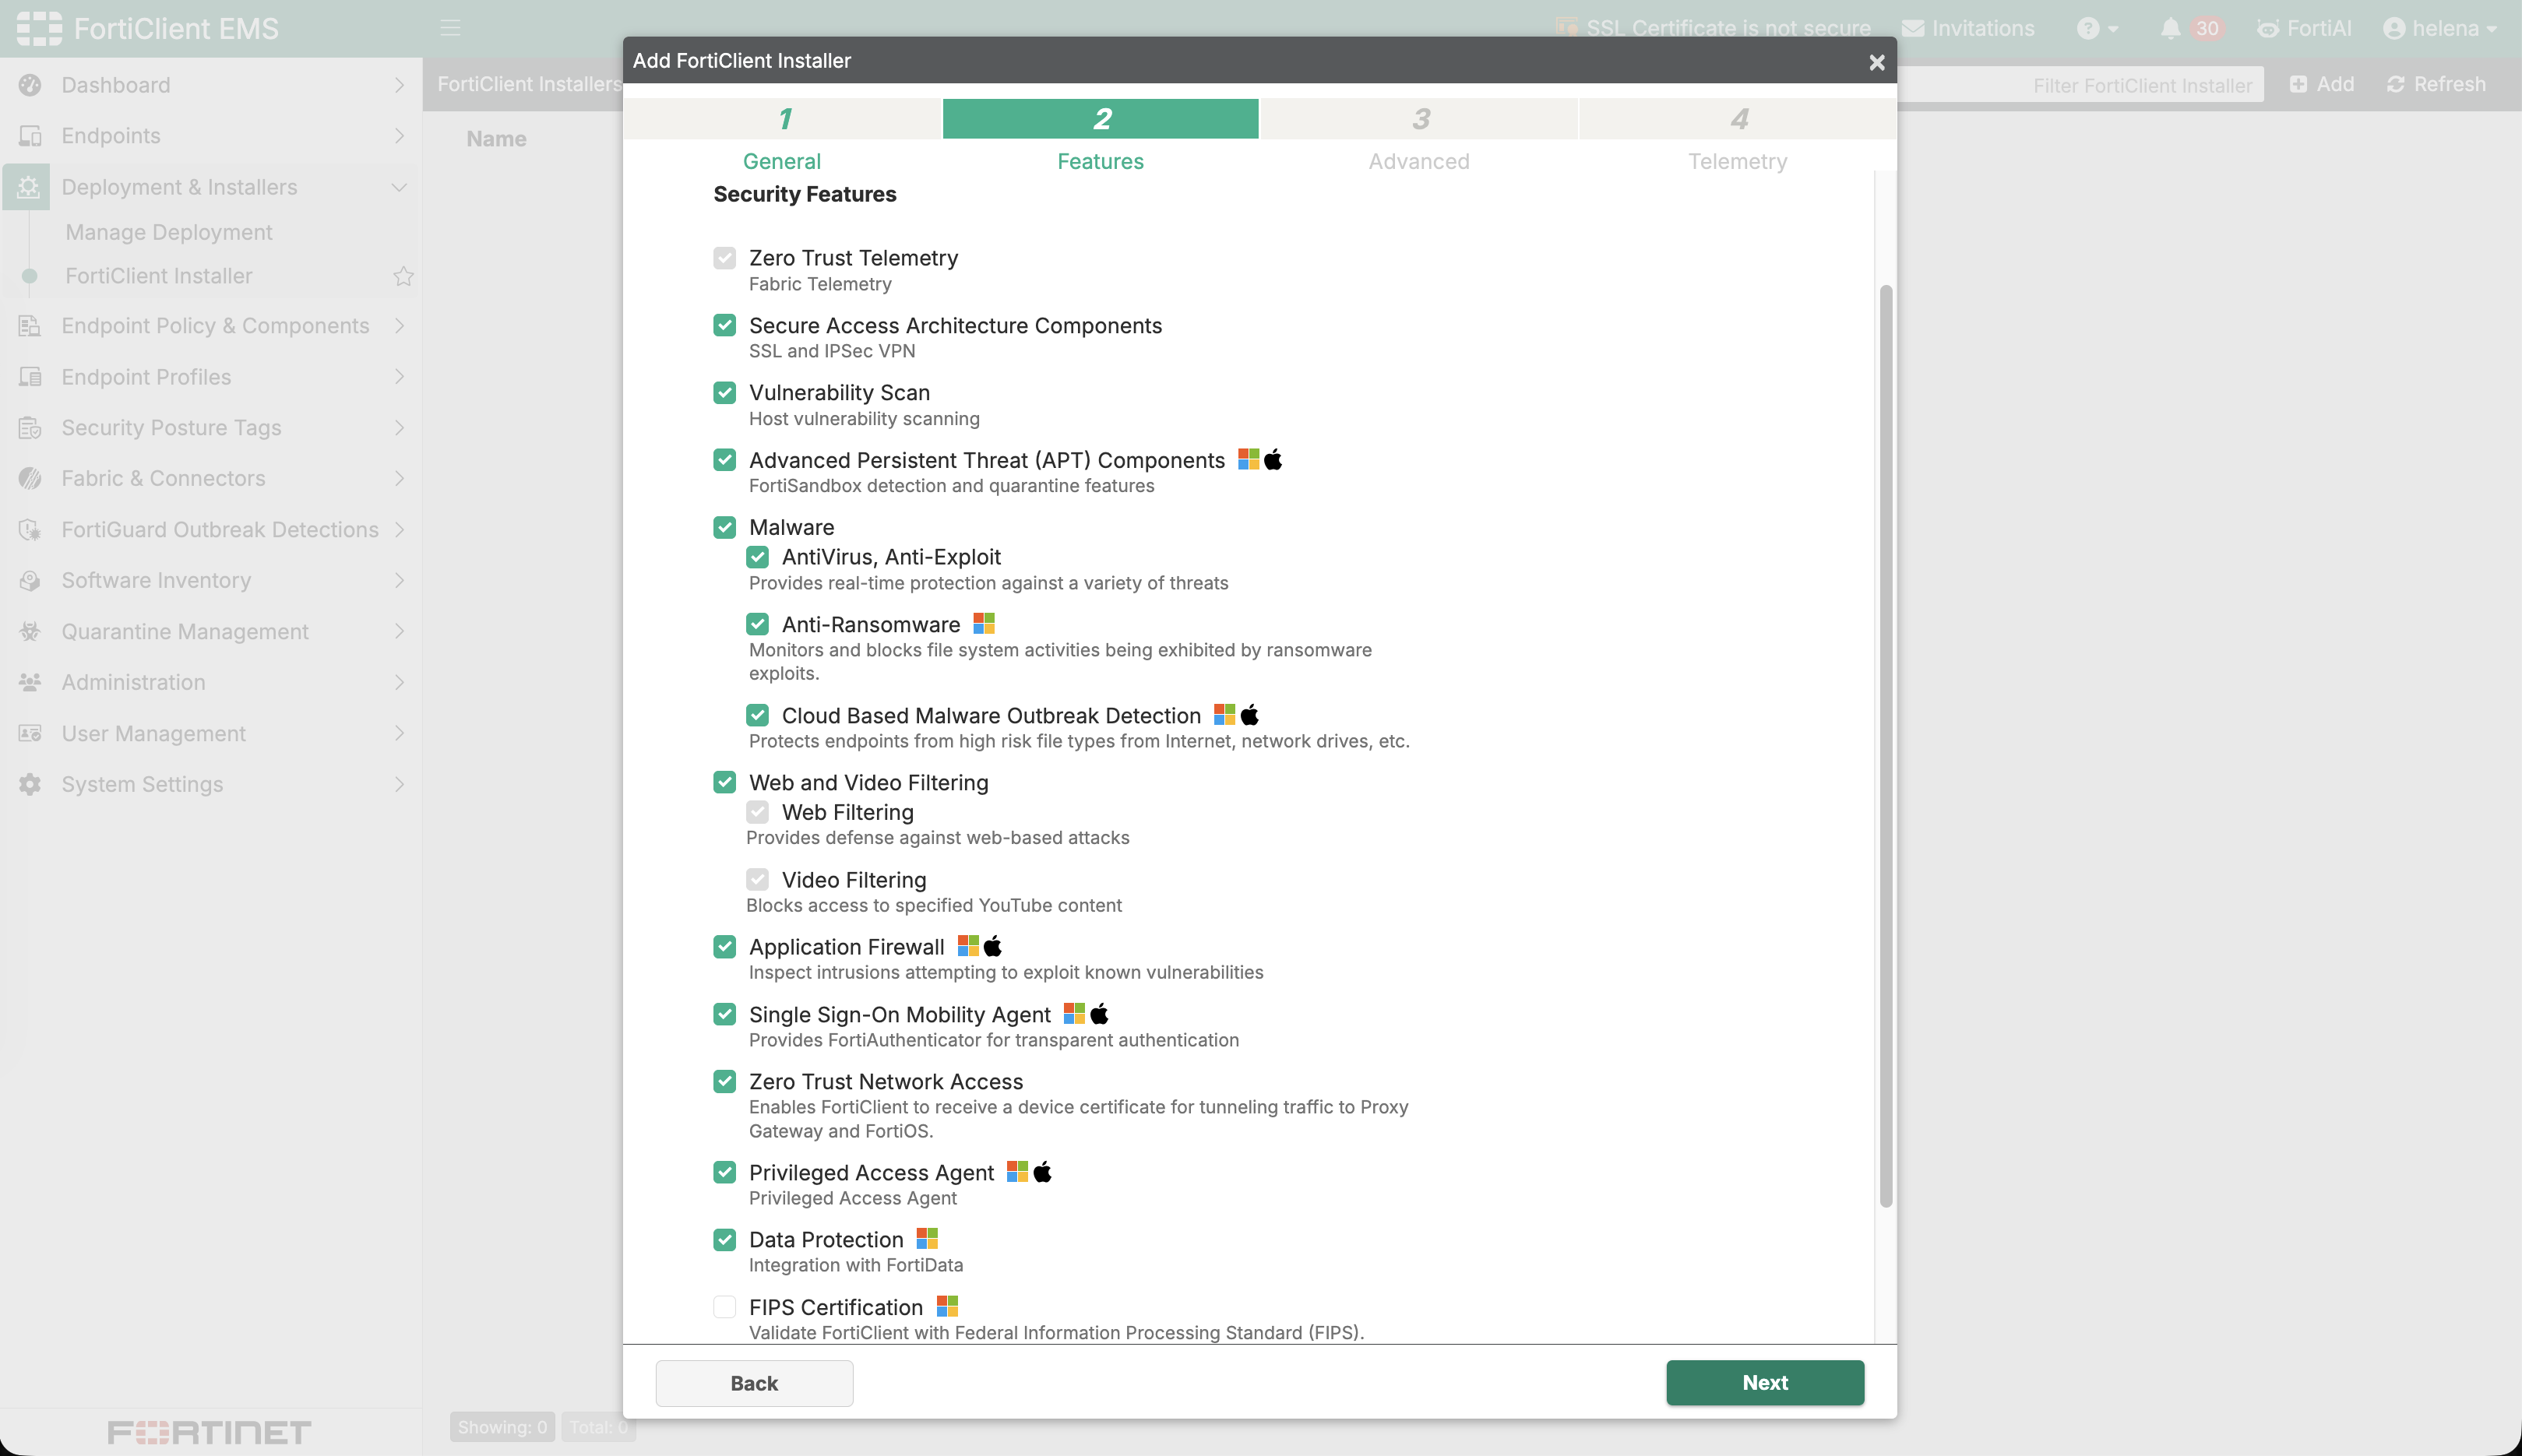 FortiClient EMS
SSL Certificate is not secure
Invitations
30
FortiAI
helena
Dashboard
Endpoints
Deployment & Installers
Manage Deployment
FortiClient Installer
Endpoint Policy & Components
Endpoint Profiles
Security Posture Tags
Fabric & Connectors
FortiGuard Outbreak Detections
Software Inventory
Quarantine Management
Administration
User Management
System Settings
FORTINET
FortiClient Installers
Filter FortiClient Installer
Add
Refresh
Name
Showing: 0
Total: 0
Add FortiClient Installer
1
General
2
Features
3
Advanced
4
Telemetry
Security Features
Zero Trust Telemetry
Fabric Telemetry
Secure Access Architecture Components
SSL and IPSec VPN
Vulnerability Scan
Host vulnerability scanning
Advanced Persistent Threat (APT) Components
FortiSandbox detection and quarantine features
Malware
AntiVirus, Anti-Exploit
Provides real-time protection against a variety of threats
Anti-Ransomware
Monitors and blocks file system activities being exhibited by ransomware
exploits.
Cloud Based Malware Outbreak Detection
Protects endpoints from high risk file types from Internet, network drives, etc.
Web and Video Filtering
Web Filtering
Provides defense against web-based attacks
Video Filtering
Blocks access to specified YouTube content
Application Firewall
Inspect intrusions attempting to exploit known vulnerabilities
Single Sign-On Mobility Agent
Provides FortiAuthenticator for transparent authentication
Zero Trust Network Access
Enables FortiClient to receive a device certificate for tunneling traffic to Proxy
Gateway and FortiOS.
Privileged Access Agent
Privileged Access Agent
Data Protection
Integration with FortiData
FIPS Certification
Validate FortiClient with Federal Information Processing Standard (FIPS).
Back
Next